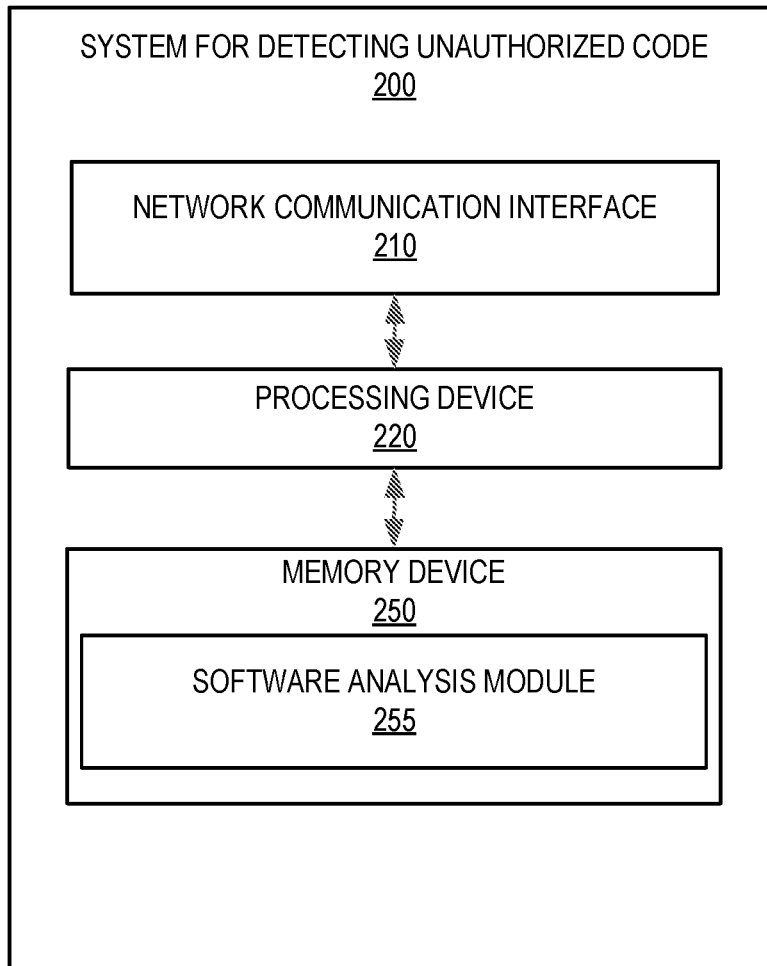 SYSTEM FOR DETECTING UNAUTHORIZED CODE
200
NETWORK COMMUNICATION INTERFACE
210
PROCESSING DEVICE
220
MEMORY DEVICE
250
SOFTWARE ANALYSIS MODULE
255